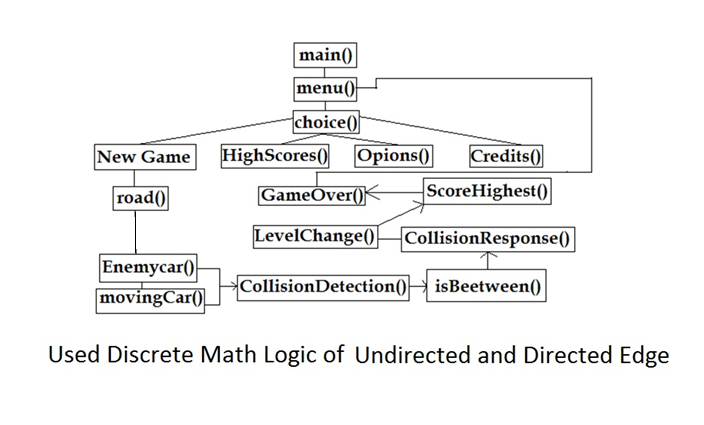 main()
menu()
choice()
New Game
HighScores()
Opions()
Credits()
road()
GameOver()
ScoreHighest()
LevelChange()
CollisionResponse()
Enemycar()
movingCar()
CollisionDetection()
isBeetween()
Used Discrete Math Logic of Undirected and Directed Edge